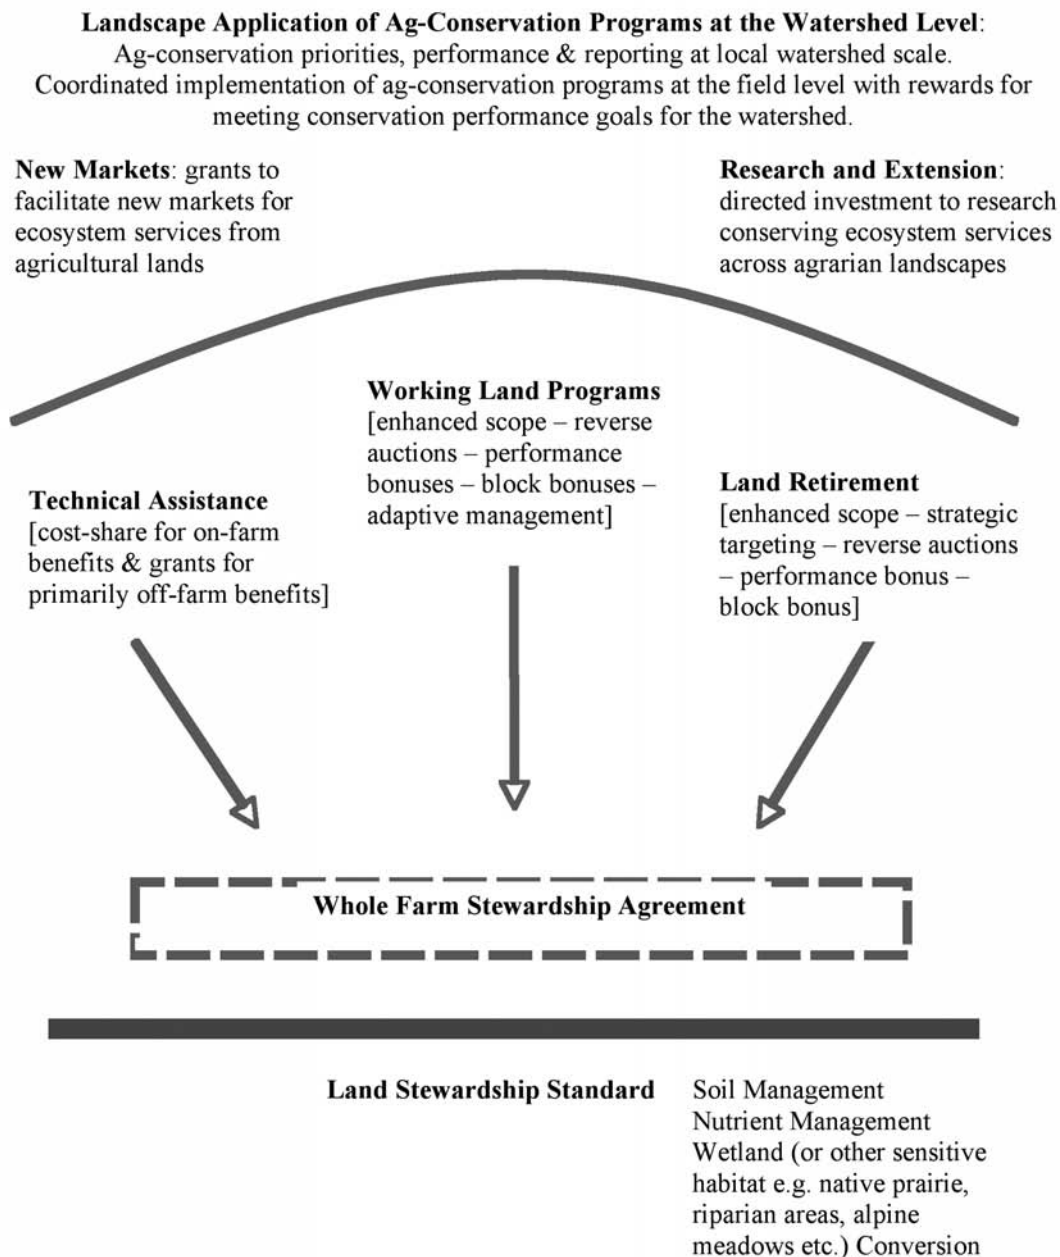 Landscape Application of Ag-Conservation Programs at the Watershed Level:
Ag-conservation priorities, performance & reporting at local watershed scale.
Coordinated implementation of ag-conservation programs at the field level with rewards for
meeting conservation performance goals for the watershed.
New Markets: grants to
facilitate new markets for
ecosystem services from
agricultural lands
Research and Extension:
directed investment to research
conserving ecosystem services
across agrarian landscapes
Working Land Programs
[enhanced scope – reverse
auctions – performance
bonuses – block bonuses –
adaptive management]
Technical Assistance
[cost-share for on-farm
benefits & grants for
primarily off-farm benefits]
Land Retirement
[enhanced scope – strategic
targeting – reverse auctions
– performance bonus –
block bonus]
Whole Farm Stewardship Agreement
Land Stewardship Standard
Soil Management
Nutrient Management
Wetland (or other sensitive
habitat e.g. native prairie,
riparian areas, alpine
meadows etc.) Conversion